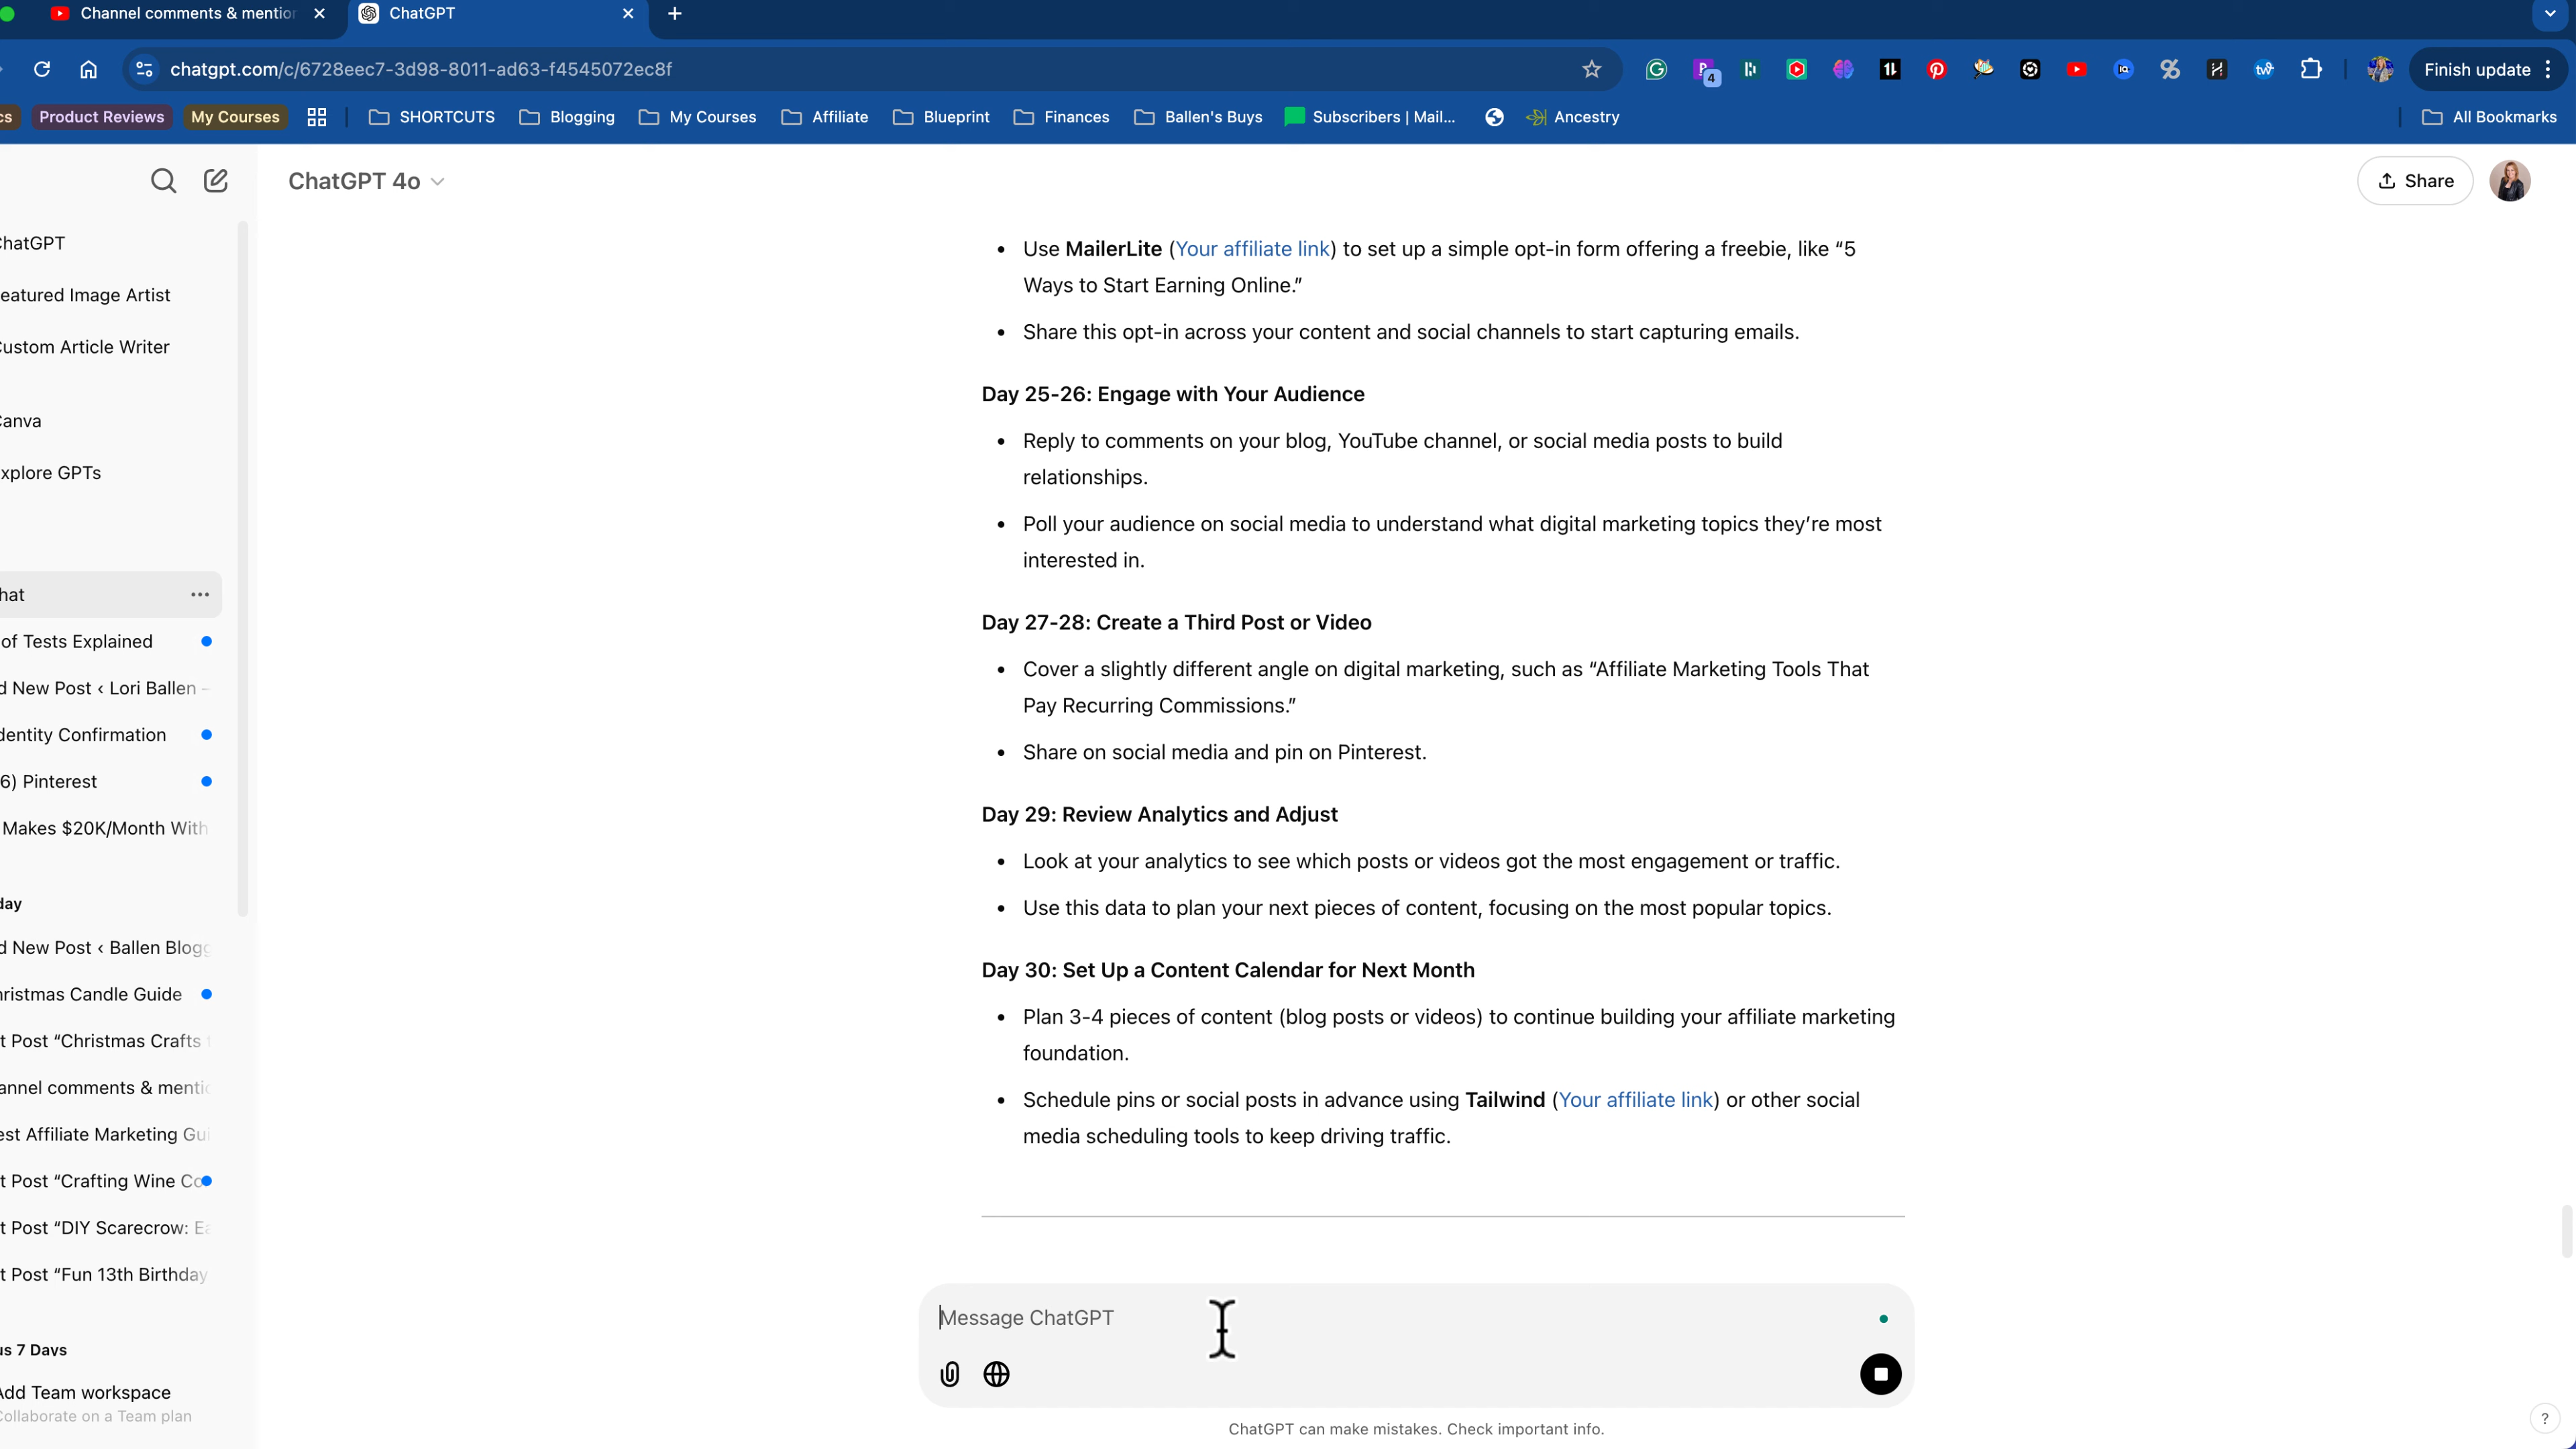 Channel comments & mention
ChatGPT
chatgpt.com/c/6728eec7-3d98-8011-ad63-f4545072ec8f
4
Finish update
cs
Product Reviews
My Courses
SHORTCUTS
Blogging
My Courses
Affiliate
Blueprint
Finances
Ballen's Buys
Subscribers | Mail...
Ancestry
All Bookmarks
ChatGPT 4o
Share
ChatGPT
eatured Image Artist
Custom Article Writer
Canva
xplore GPTs
hat
of Tests Explained
d New Post ‹ Lori Ballen –
dentity Confirmation
6) Pinterest
Makes $20K/Month With
day
d New Post ‹ Ballen Blogg
hristmas Candle Guide
t Post “Christmas Crafts
annel comments & mentio
est Affiliate Marketing Gui
t Post “Crafting Wine Co
t Post “DIY Scarecrow: Ea
t Post “Fun 13th Birthday
us 7 Days
Add Team workspace
Collaborate on a Team plan
• Use MailerLite (Your affiliate link) to set up a simple opt-in form offering a freebie, like “5
Ways to Start Earning Online.”
• Share this opt-in across your content and social channels to start capturing emails.
Day 25-26: Engage with Your Audience
• Reply to comments on your blog, YouTube channel, or social media posts to build
relationships.
• Poll your audience on social media to understand what digital marketing topics they’re most
interested in.
Day 27-28: Create a Third Post or Video
• Cover a slightly different angle on digital marketing, such as “Affiliate Marketing Tools That
Pay Recurring Commissions.”
• Share on social media and pin on Pinterest.
Day 29: Review Analytics and Adjust
• Look at your analytics to see which posts or videos got the most engagement or traffic.
• Use this data to plan your next pieces of content, focusing on the most popular topics.
Day 30: Set Up a Content Calendar for Next Month
• Plan 3-4 pieces of content (blog posts or videos) to continue building your affiliate marketing
foundation.
• Schedule pins or social posts in advance using Tailwind (Your affiliate link) or other social
media scheduling tools to keep driving traffic.
Message ChatGPT
ChatGPT can make mistakes. Check important info.
?